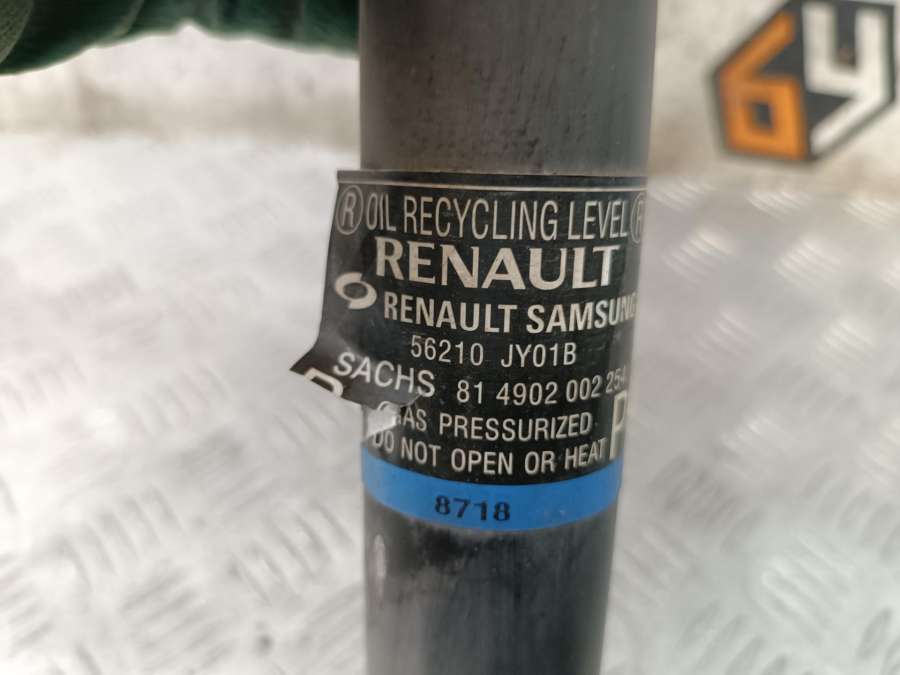 ® OIL RECYCLING LEVEL
RENAULT
RENAULT SAMSUNG
56210 JY01B
SACHS 81 4902 002 254
GAS PRESSURIZED
DO NOT OPEN OR HEAT
8718